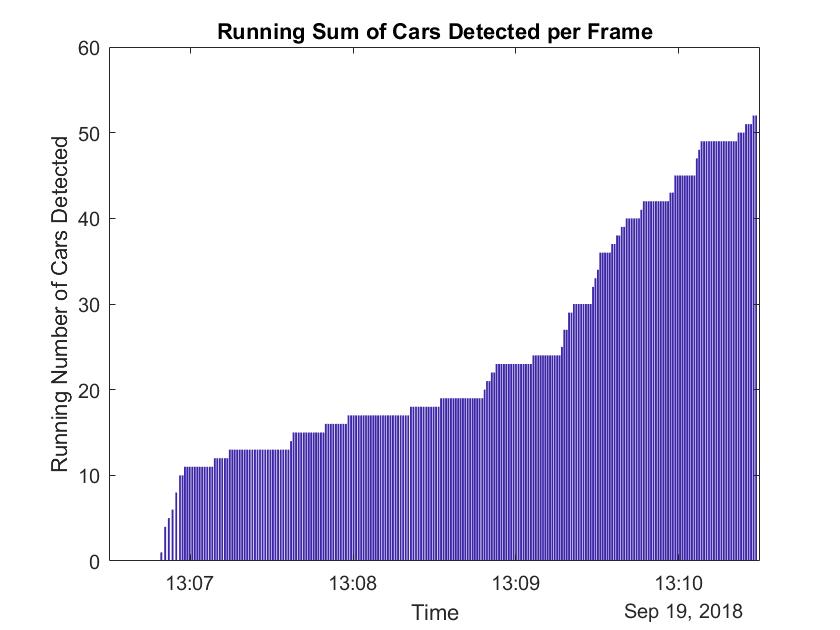 Running Sum of Cars Detected per Frame
60
50
40
30
20
10
0
Running Number of Cars Detected
13:07 13:08 13:09 13:10
Time
Sep 19, 2018